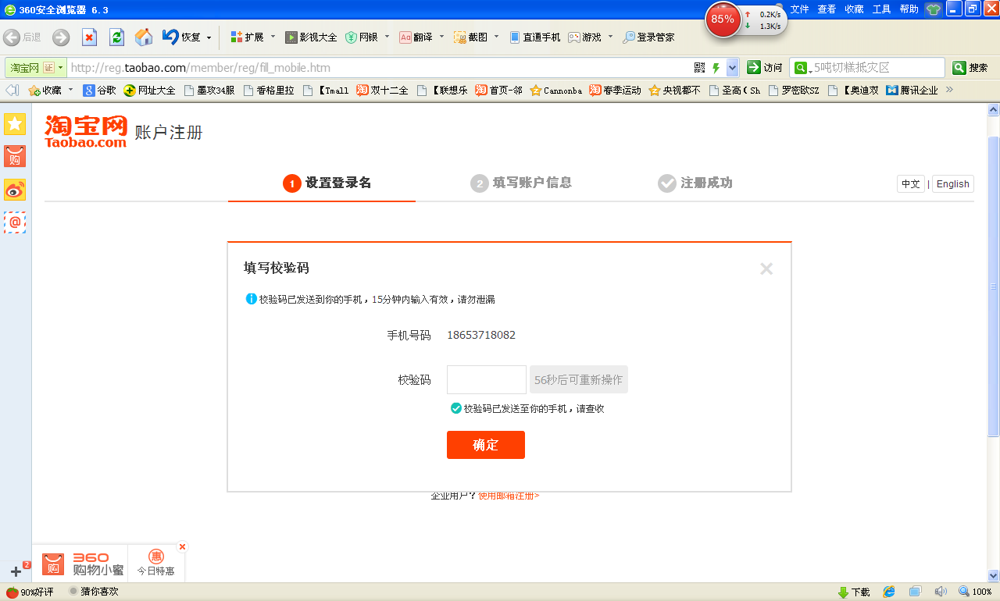 360安全浏览器 6.3
文件 查看 收藏 工具 帮助
85% 0.2K/s
1.3K/s
后退 恢复 扩展 影视大全 网银 翻译 截图 直通手机 游戏 登录管家
淘宝网 证 http://reg.taobao.com/member/reg/fill_mobile.htm 访问 5吨切糕抵灾区 搜索
收藏 谷歌 网址大全 墨攻34服 香格里拉 【Tmall 双十二全 【联想乐 首页-邹 Cannonba 春季运动 央视都不 圣高(Sh 罗密欧SZ 【奥迪双 腾讯企业 »
淘宝网
Taobao.com
账户注册
1 设置登录名 2 填写账户信息 注册成功 中文 | English
填写校验码
校验码已发送到你的手机，15分钟内输入有效，请勿泄漏
手机号码 18653718082
校验码 56秒后可重新操作
校验码已发送至你的手机，请查收
确定
企业用户？使用邮箱注册>
购 360
购物小蜜
惠
今日特惠
2
90%好评 猜你喜欢 下载 100%